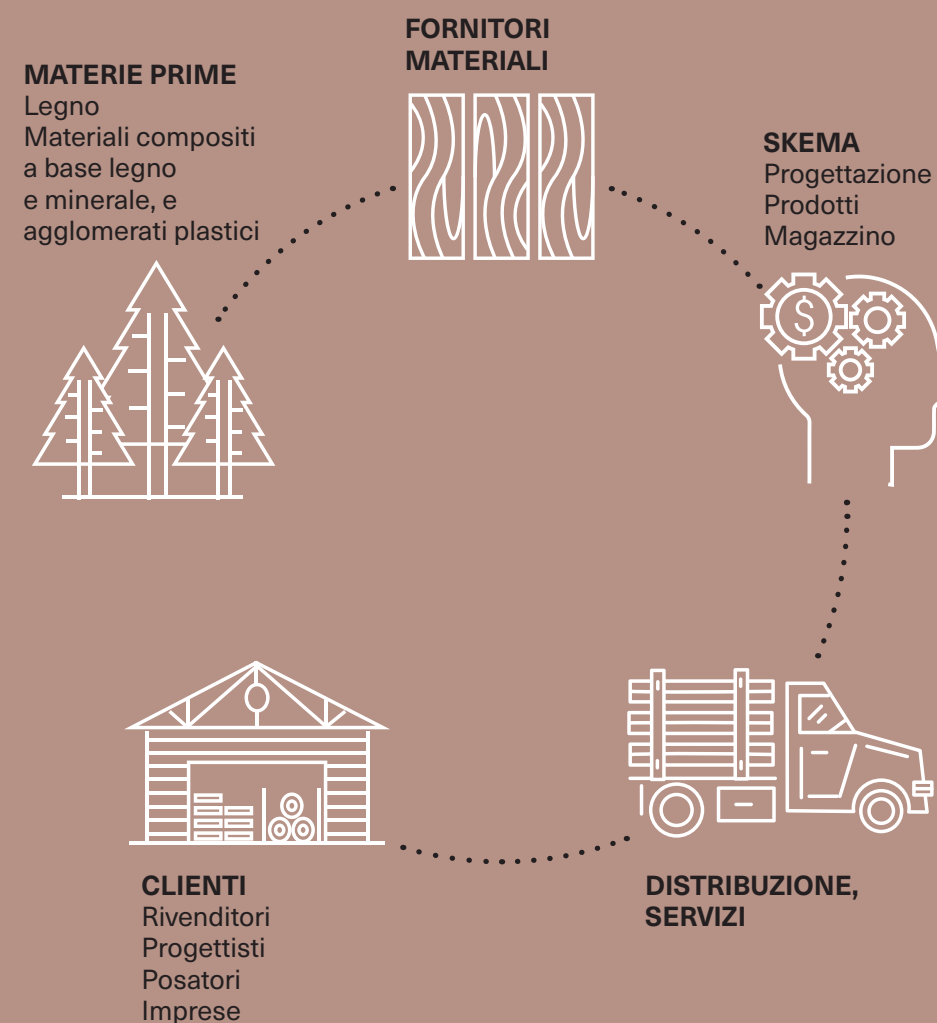 MATERIE PRIME
Legno
Materiali compositi
a base legno
e minerale, e
agglomerati plastici
FORNITORI
MATERIALI
SKEMA
Progettazione
Prodotti
Magazzino
$
DISTRIBUZIONE,
SERVIZI
CLIENTI
Rivenditori
Progettisti
Posatori
Imprese